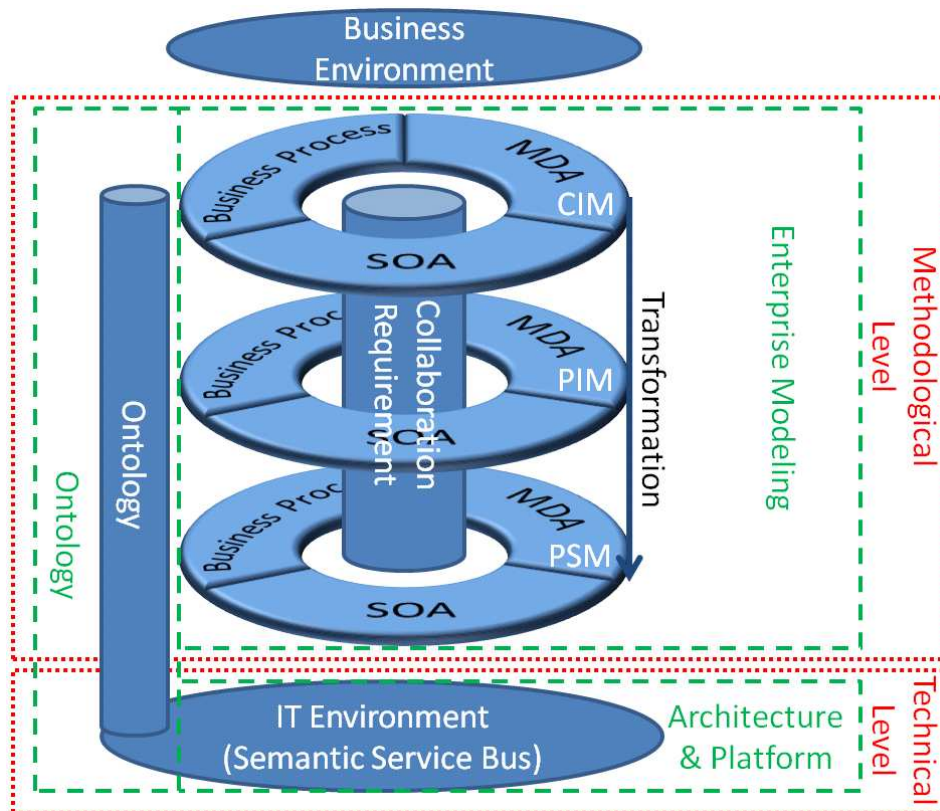 Business
Environment
Business Process
MDA
CIM
SOA
Business Proc
MDA
PIM
SOA
Business Proc
MDA
PSM
SOA
Collaboration
Requirement
Transformation
Ontology
Ontology
Enterprise Modeling
Methodological
Level
IT Environment
(Semantic Service Bus)
Architecture
& Platform
Technical
Level